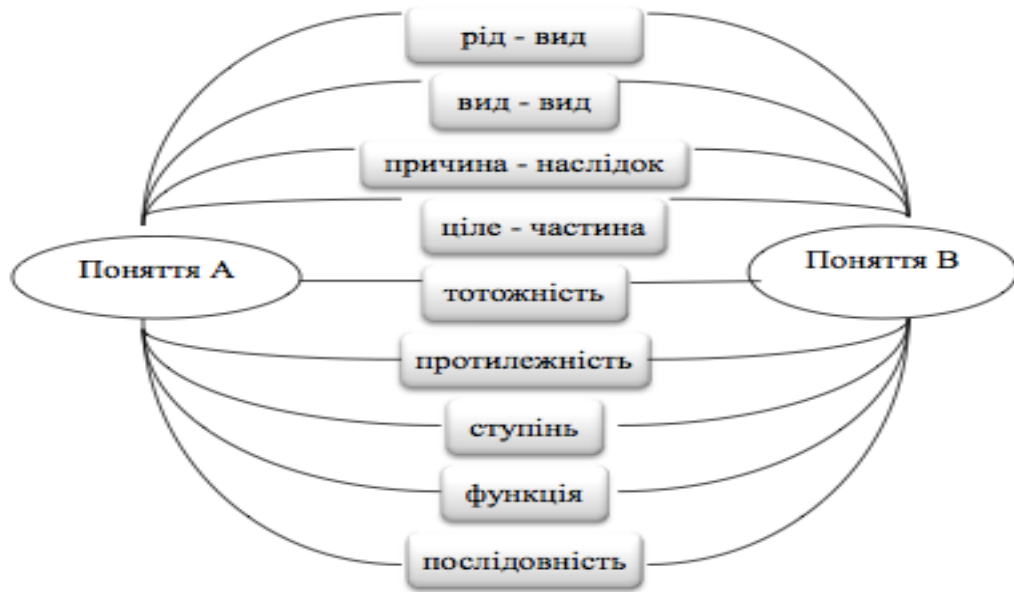 рід - вид
вид - вид
причина - наслідок
ціле - частина
Поняття А
Поняття В
тотожність
протилежність
ступінь
функція
послідовність